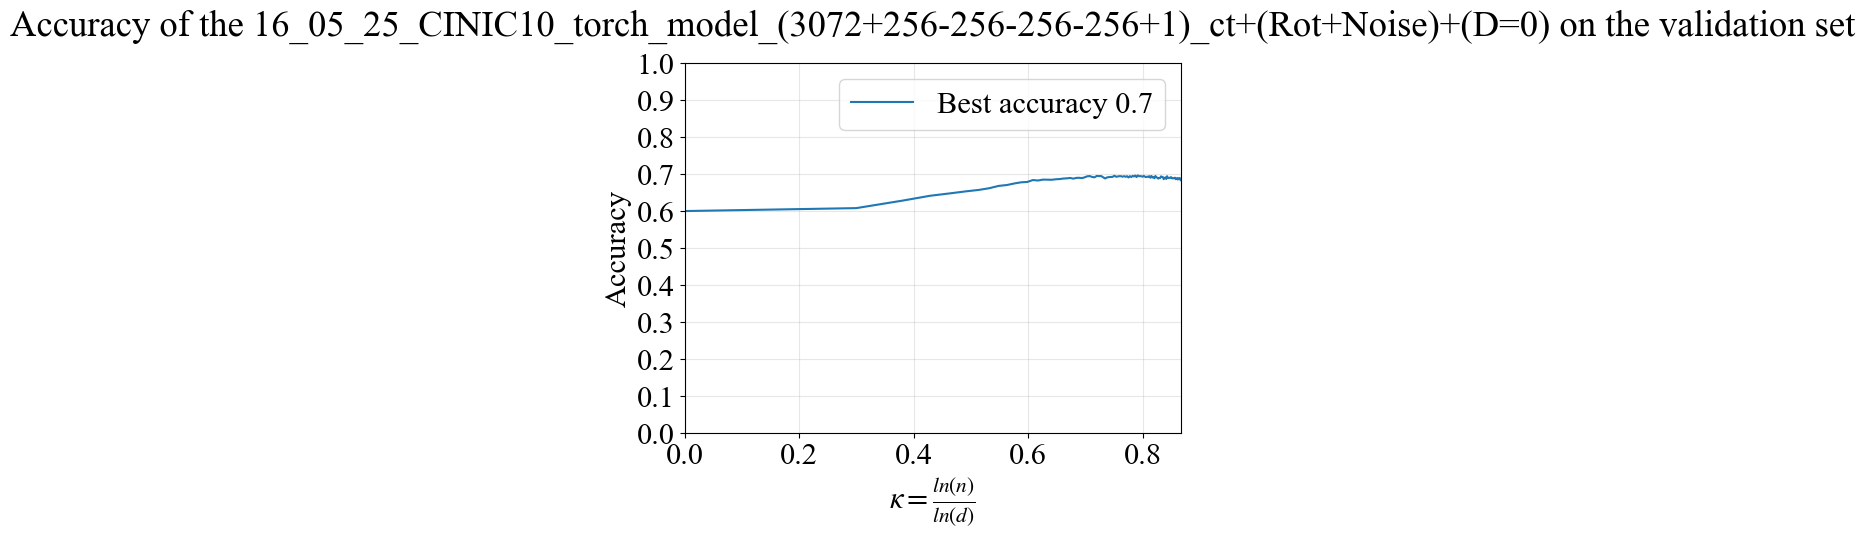 Accuracy of the 16_05_25_CINIC10_torch_model_(3072+256-256-256-256+1)_ct+(Rot+Noise)+(D=0) on the validation set
Best accuracy 0.7
Accuracy
1.0
0.9
0.8
0.7
0.6
0.5
0.4
0.3
0.2
0.1
0.0
0.0 0.2 0.4 0.6 0.8
κ = ln(n) / ln(d)